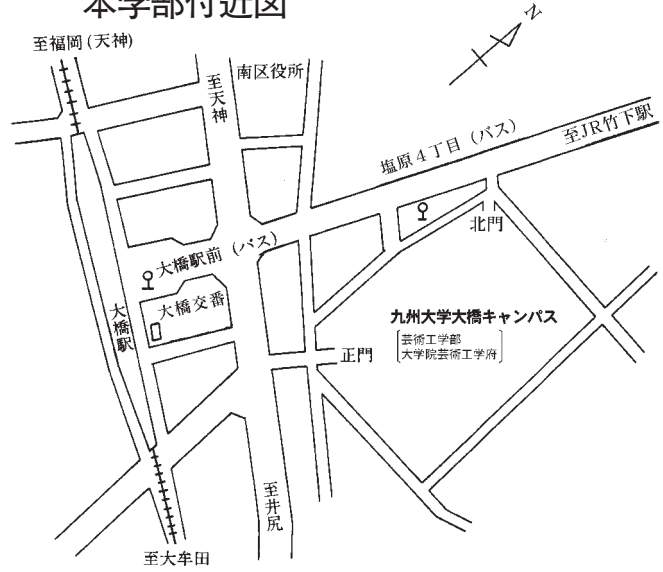 本学部付近図
至福岡(天神)
N
至天神
南区役所
塩原4丁目(バス)
至JR竹下駅
北門
大橋駅前(バス)
大橋交番
大橋駅
九州大学大橋キャンパス
芸術工学部
大学院芸術工学府
正門
至井尻
至大牟田